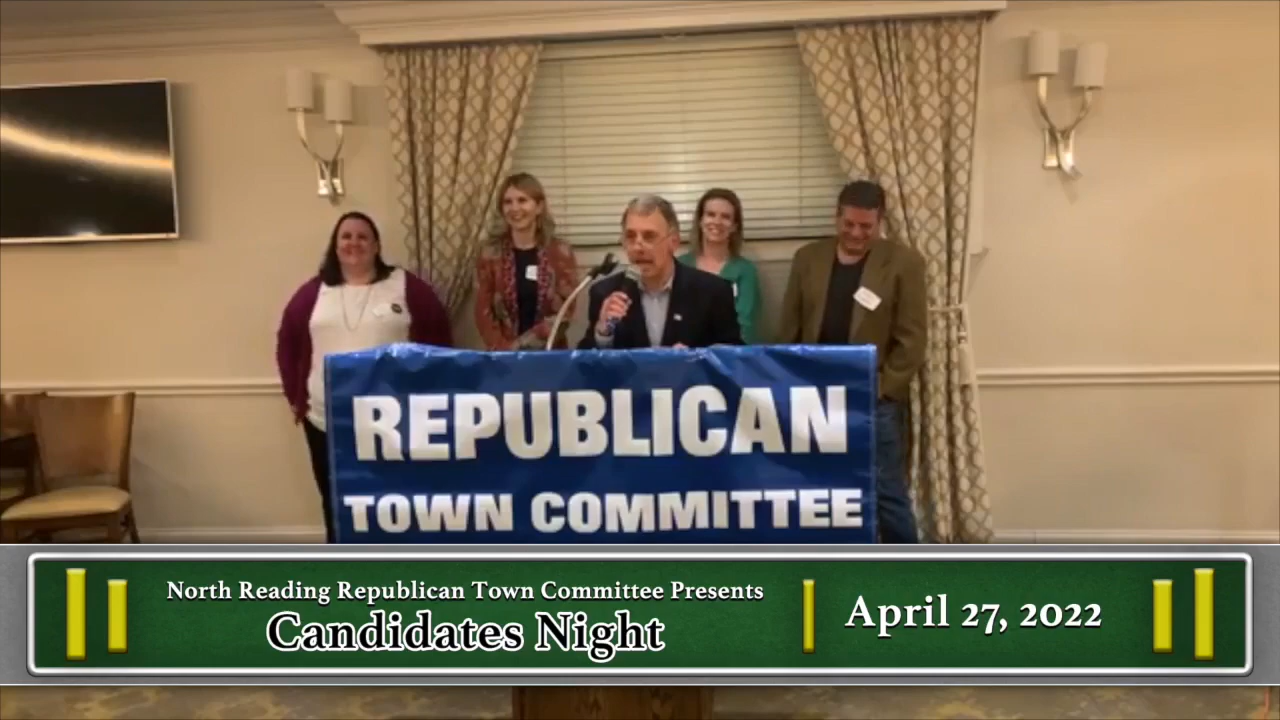 REPUBLICAN
TOWN COMMITTEE
North Reading Republican Town Committee Presents
Candidates Night
April 27, 2022